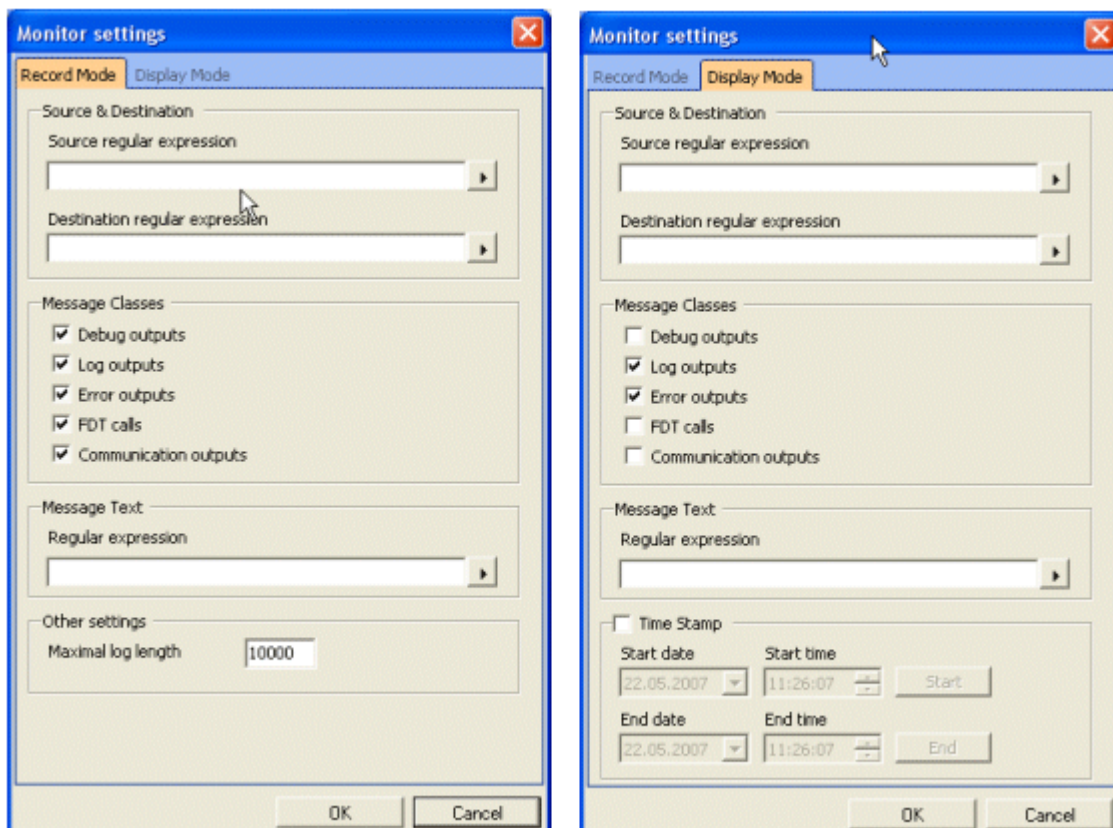 Monitor settings
Record Mode Display Mode
Source & Destination
Source regular expression
Destination regular expression
Message Classes
Debug outputs
Log outputs
Error outputs
FDT calls
Communication outputs
Message Text
Regular expression
Other settings
Maximal log length 10000
OK Cancel
Monitor settings
Record Mode Display Mode
Source & Destination
Source regular expression
Destination regular expression
Message Classes
Debug outputs
Log outputs
Error outputs
FDT calls
Communication outputs
Message Text
Regular expression
Time Stamp
Start date Start time
22.05.2007 11:26:07 Start
End date End time
22.05.2007 11:26:07 End
OK Cancel